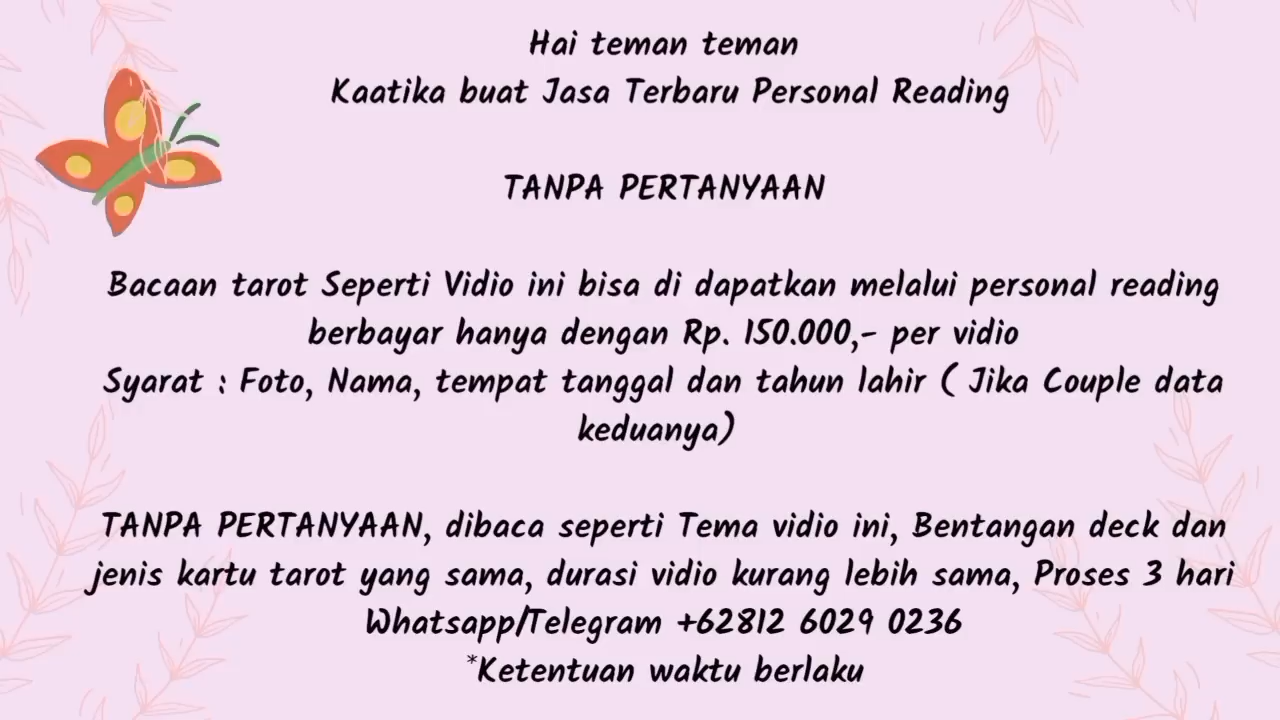 Hai teman teman
Kaatika buat Jasa Terbaru Personal Reading
TANPA PERTANYAAN
Bacaan tarot Seperti Vidio ini bisa di dapatkan melalui personal reading
berbayar hanya dengan Rp. 150.000,- per vidio
Syarat : Foto, Nama, tempat tanggal dan tahun lahir ( Jika Couple data
keduanya)
TANPA PERTANYAAN, dibaca seperti Tema vidio ini, Bentangan deck dan
jenis kartu tarot yang sama, durasi vidio kurang lebih sama, Proses 3 hari
Whatsapp/Telegram +62812 6029 0236
*Ketentuan waktu berlaku